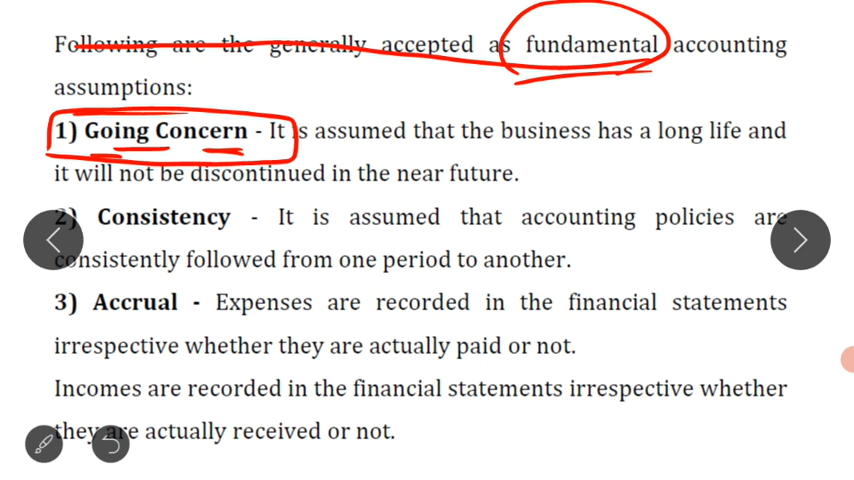 Following are the generally accepted as fundamental accounting
assumptions:
1) Going Concern - It is assumed that the business has a long life and
it will not be discontinued in the near future.
2) Consistency - It is assumed that accounting policies are
consistently followed from one period to another.
3) Accrual - Expenses are recorded in the financial statements
irrespective whether they are actually paid or not.
Incomes are recorded in the financial statements irrespective whether
they are actually received or not.